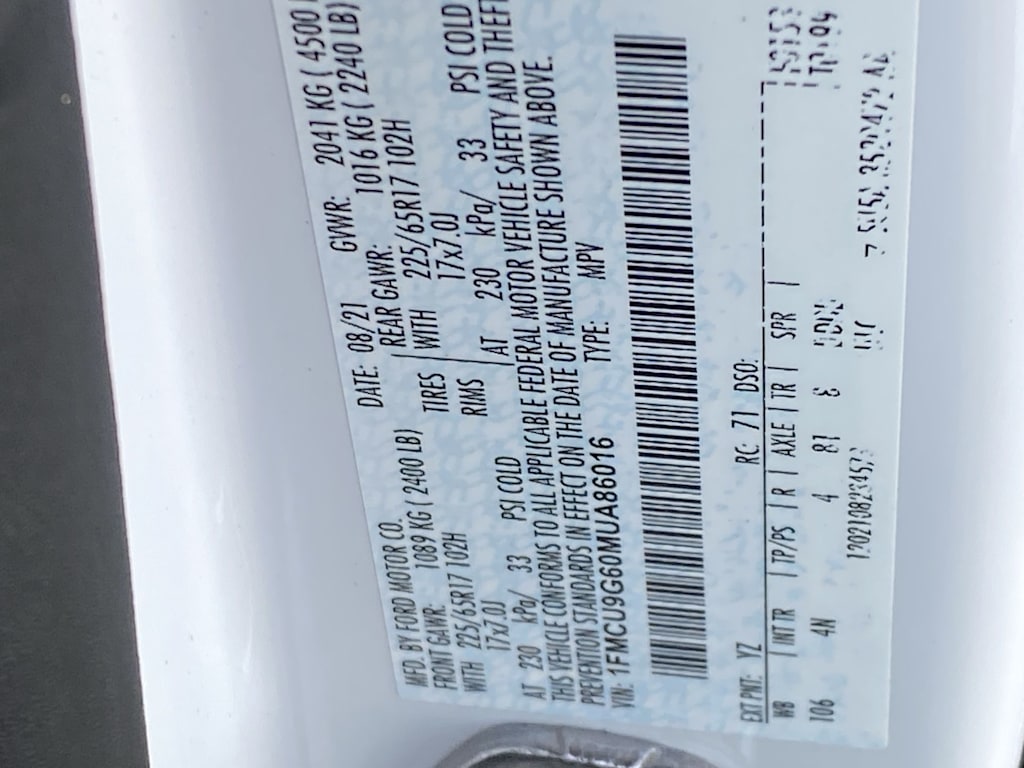 MFD. BY FORD MOTOR CO.
DATE: 08/21 GVWR: 2041 KG ( 4500
FRONT GAWR: 1089 KG ( 2400 LB) REAR GAWR: 1016 KG ( 2240 LB)
WITH 225/65R17 102H TIRES WITH 225/65R17 102H
17x7.0J RIMS 17x7.0J
AT 230 kPa/ 33 PSI COLD AT 230 kPa/ 33 PSI COLD
THIS VEHICLE CONFORMS TO ALL APPLICABLE FEDERAL MOTOR VEHICLE SAFETY AND THEFT
PREVENTION STANDARDS IN EFFECT ON THE DATE OF MANUFACTURE SHOWN ABOVE.
VIN: 1FMCU9G60MUA86016 TYPE: MPV
EXT PNT: YZ RC: 71 DSO:
WB | INT TR | TP/PS | R | AXLE | TR | SPR |
106 4N 4 8